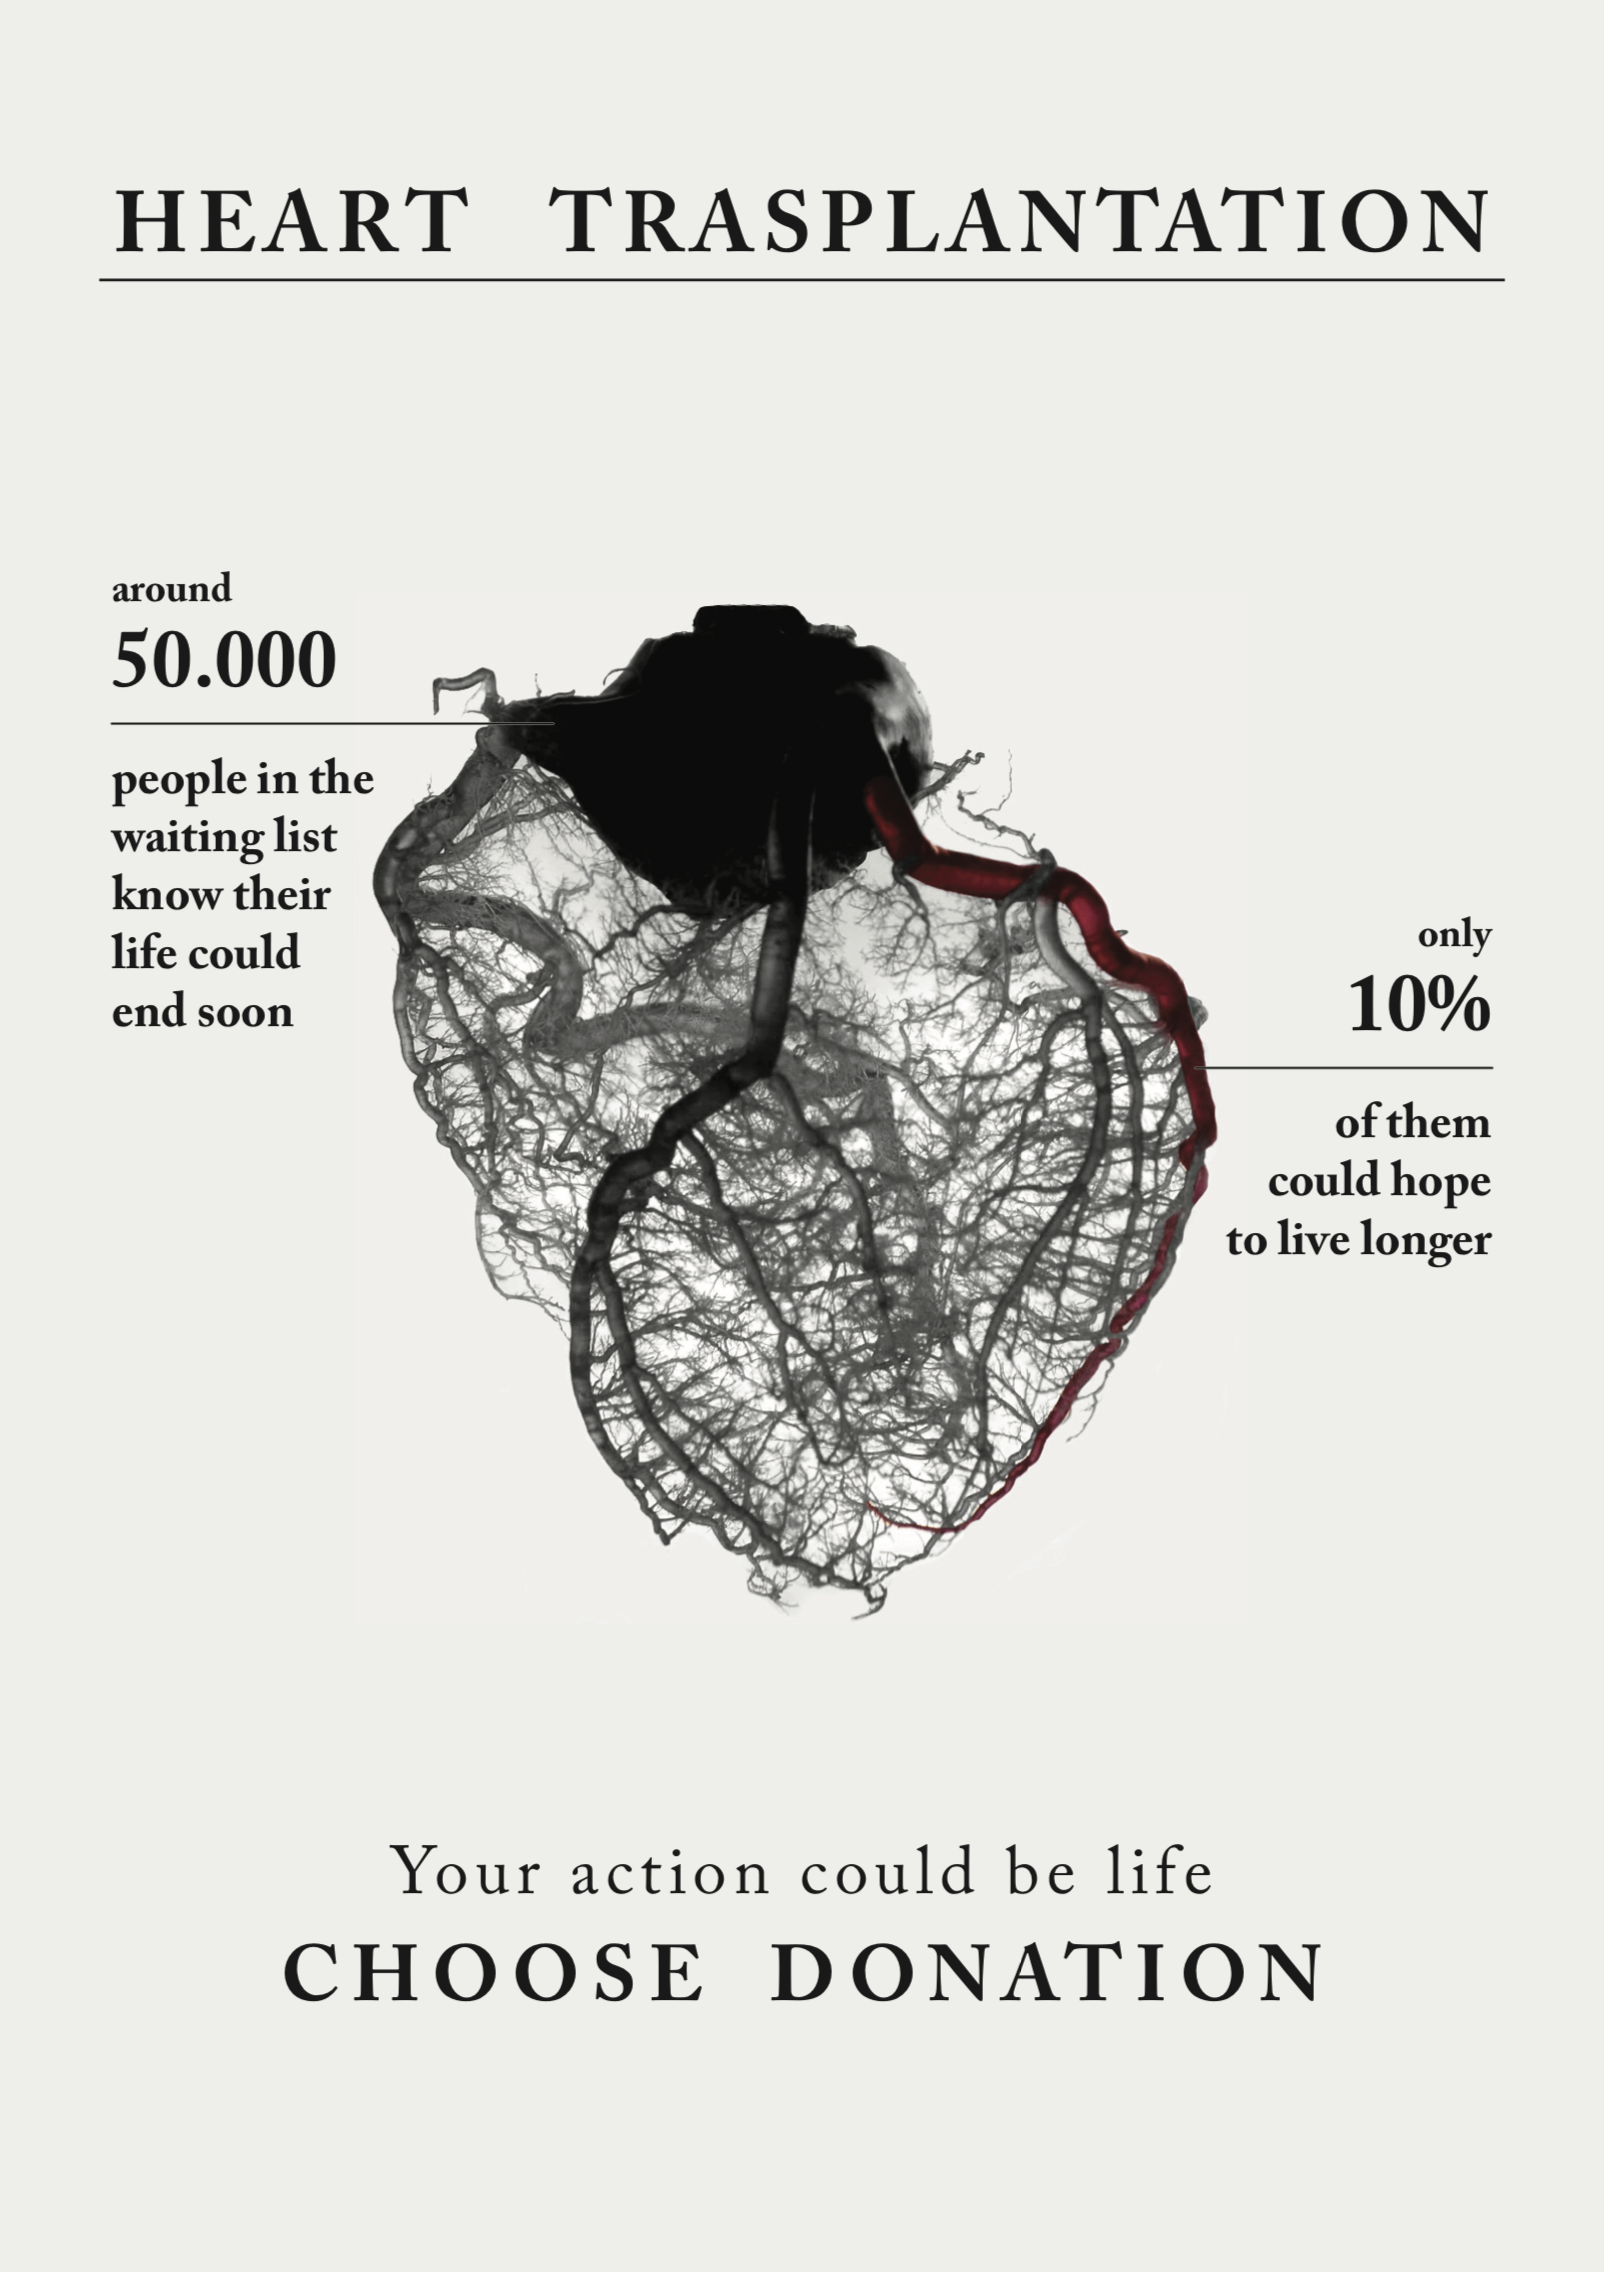 HEART TRASPLANTATION
around
50.000
people in the
waiting list
know their
life could
end soon
only
10%
of them
could hope
to live longer
Your action could be life
CHOOSE DONATION